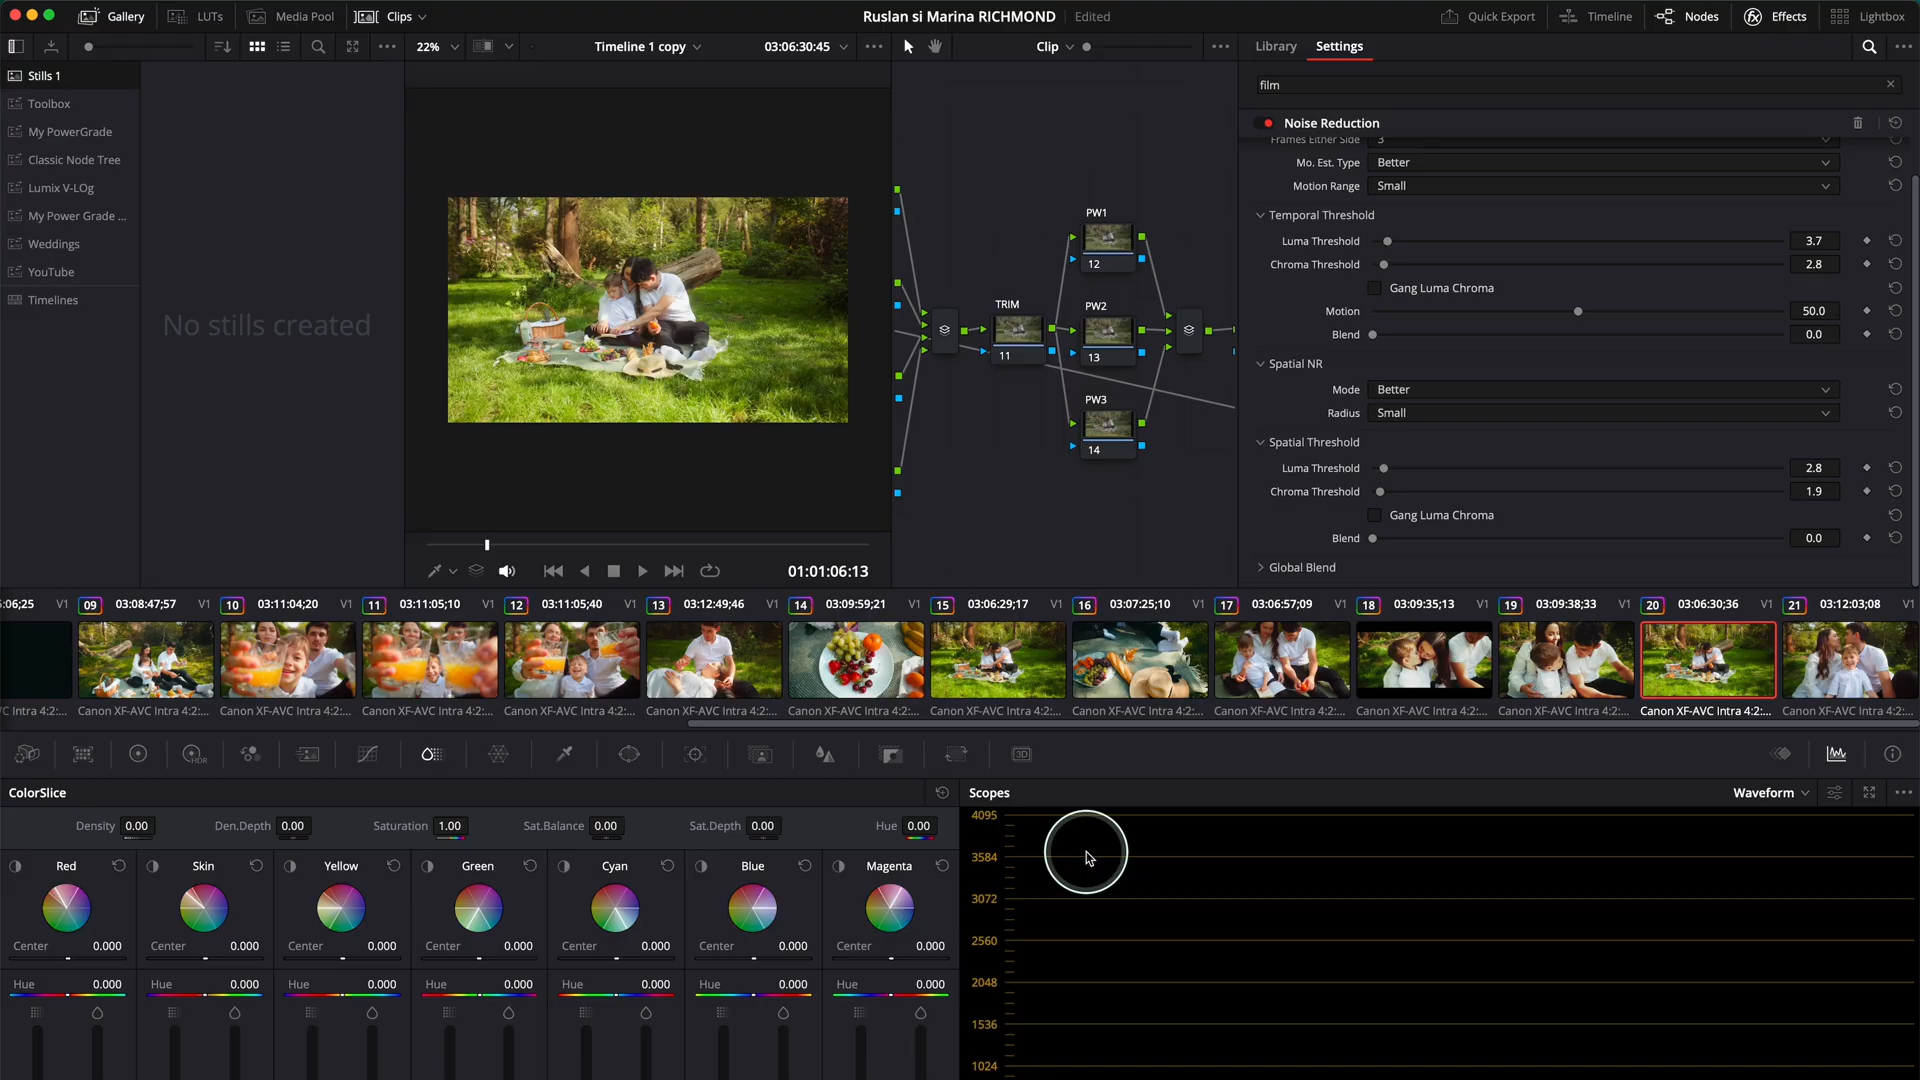 Gallery LUTs Media Pool Clips Ruslan si Marina RICHMOND Edited Quick Export Timeline Nodes Effects Lightbox
22% Timeline 1 copy 03:06:30:45 Clip Library Settings
Stills 1
Toolbox
My PowerGrade
Classic Node Tree
Lumix V-LOg
My Power Grade ...
Weddings
YouTube
Timelines
No stills created
01:01:06:13
PW1
12
TRIM
11
PW2
13
PW3
14
film
Noise Reduction
Frames Either Side 3
Mo. Est. Type Better
Motion Range Small
Temporal Threshold
Luma Threshold 3.7
Chroma Threshold 2.8
Gang Luma Chroma
Motion 50.0
Blend 0.0
Spatial NR
Mode Better
Radius Small
Spatial Threshold
Luma Threshold 2.8
Chroma Threshold 1.9
Gang Luma Chroma
Blend 0.0
Global Blend
:06;25 V1 09 03:08:47;57 V1 10 03:11:04;20 V1 11 03:11:05;10 V1 12 03:11:05;40 V1 13 03:12:49;46 V1 14 03:09:59;21 V1 15 03:06:29;17 V1 16 03:07:25;10 V1 17 03:06:57;09 V1 18 03:09:35;13 V1 19 03:09:38;33 V1 20 03:06:30;36 V1 21 03:12:03;08 V1
C Intra 4:2:... Canon XF-AVC Intra 4:2:... Canon XF-AVC Intra 4:2:... Canon XF-AVC Intra 4:2:... Canon XF-AVC Intra 4:2:... Canon XF-AVC Intra 4:2:... Canon XF-AVC Intra 4:2:... Canon XF-AVC Intra 4:2:... Canon XF-AVC Intra 4:2:... Canon XF-AVC Intra 4:2:... Canon XF-AVC Intra 4:2:... Canon XF-AVC Intra 4:2:... Canon XF-AVC Intra 4:2:... Canon XF-AVC Intra 4:2:...
HDR 3D
ColorSlice
Density 0.00 Den.Depth 0.00 Saturation 1.00 Sat.Balance 0.00 Sat.Depth 0.00 Hue 0.00
Red Skin Yellow Green Cyan Blue Magenta
Center 0.000 Center 0.000 Center 0.000 Center 0.000 Center 0.000 Center 0.000 Center 0.000
Hue 0.000 Hue 0.000 Hue 0.000 Hue 0.000 Hue 0.000 Hue 0.000 Hue 0.000
Scopes Waveform
4095
3584
3072
2560
2048
1536
1024